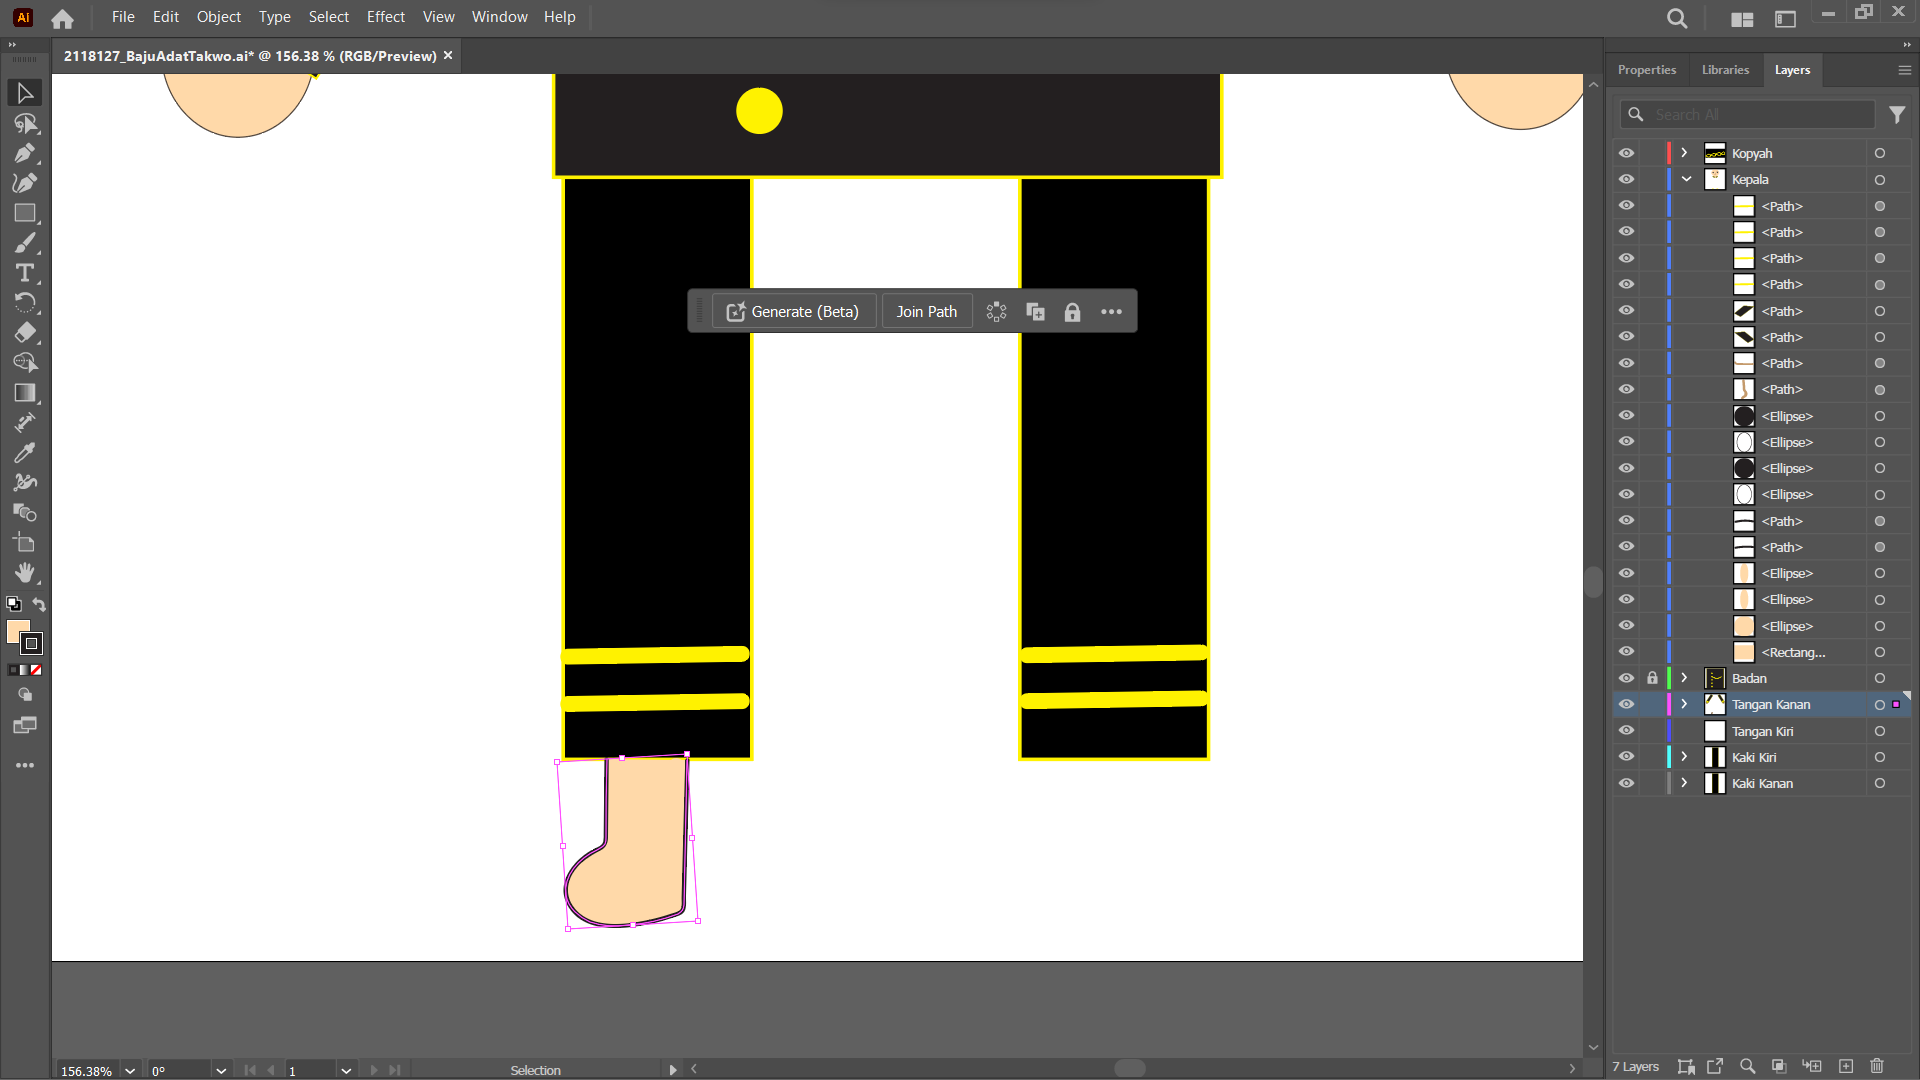 Ai File Edit Object Type Select Effect View Window Help
2118127_BajuAdatTakwo.ai* @ 156.38 % (RGB/Preview) ×
Properties Libraries Layers
Search All
Kopyah
Kepala
<Path>
<Path>
<Path>
<Path>
<Path>
<Path>
<Path>
<Path>
<Ellipse>
<Ellipse>
<Ellipse>
<Ellipse>
<Path>
<Path>
<Ellipse>
<Ellipse>
<Ellipse>
<Rectang...
Badan
Tangan Kanan
Tangan Kiri
Kaki Kiri
Kaki Kanan
Generate (Beta) Join Path
156.38% 0° 1 Selection
7 Layers